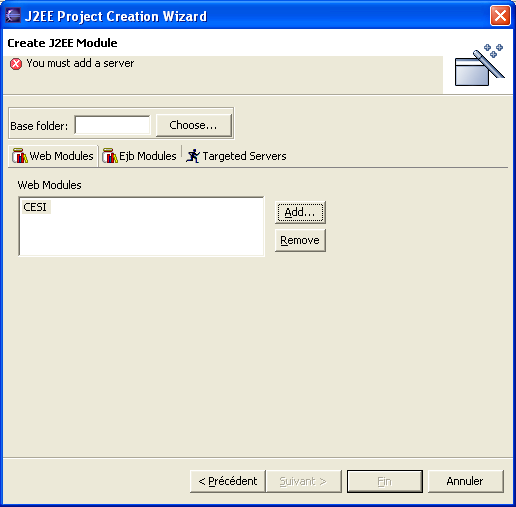 J2EE Project Creation Wizard
Create J2EE Module
You must add a server
Base folder: Choose...
Web Modules Ejb Modules Targeted Servers
Web Modules
CESI
Add...
Remove
< Précédent Suivant > Fin Annuler